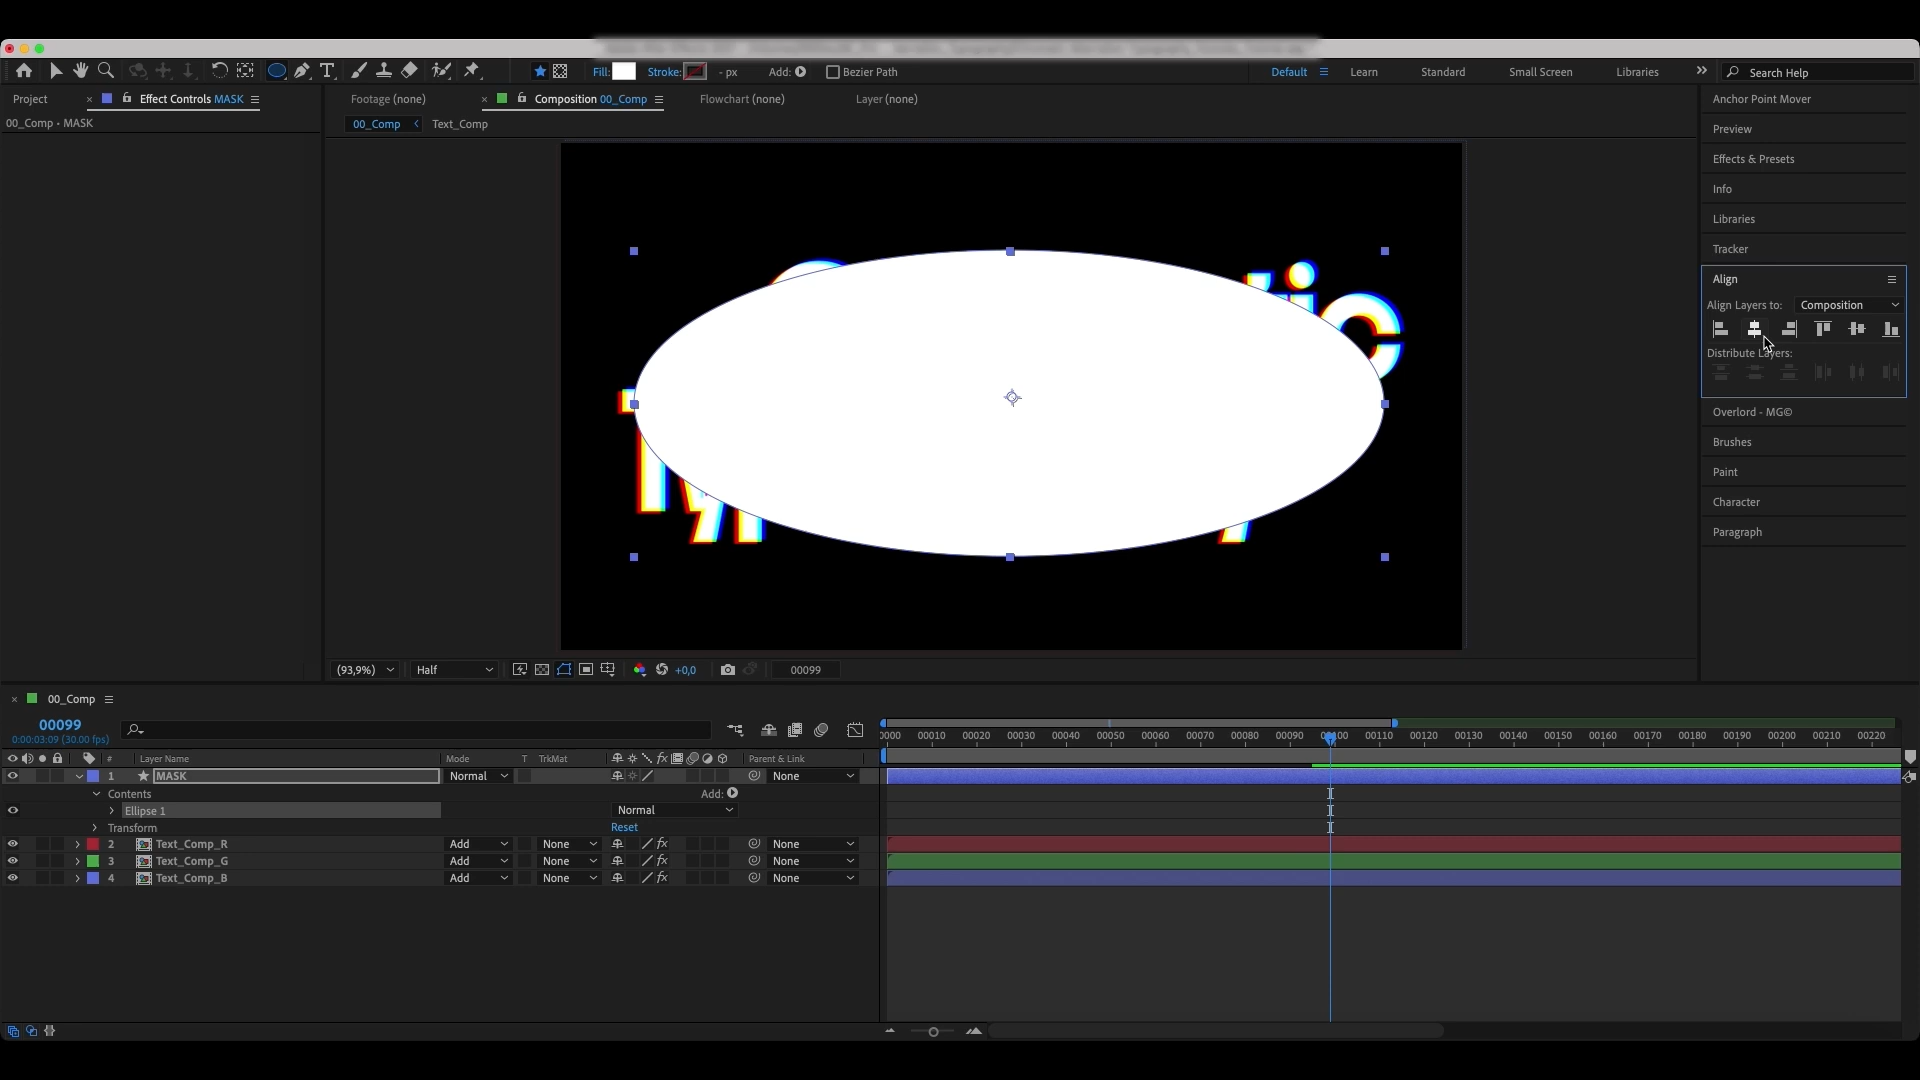 Fill:
Stroke:
- px
Add:
Bezier Path
Default
Learn
Standard
Small Screen
Libraries
Search Help
Project
Effect Controls MASK
00_Comp • MASK
Footage (none)
Composition 00_Comp
Flowchart (none)
Layer (none)
00_Comp
Text_Comp
Anchor Point Mover
Preview
Effects & Presets
Info
Libraries
Tracker
Align
Align Layers to: Composition
Distribute Layers:
Overlord - MG©
Brushes
Paint
Character
Paragraph
(93,9%)
Half
+0,0
00099
00_Comp
00099
0:00:03:09 (30.00 fps)
0000 00010 00020 00030 00040 00050 00060 00070 00080 00090 00100 00110 00120 00130 00140 00150 00160 00170 00180 00190 00200 00210 00220
# Layer Name Mode T TrkMat Parent & Link
1 MASK Normal None
Contents Add:
Ellipse 1 Normal
Transform Reset
2 Text_Comp_R Add None fx None
3 Text_Comp_G Add None fx None
4 Text_Comp_B Add None fx None